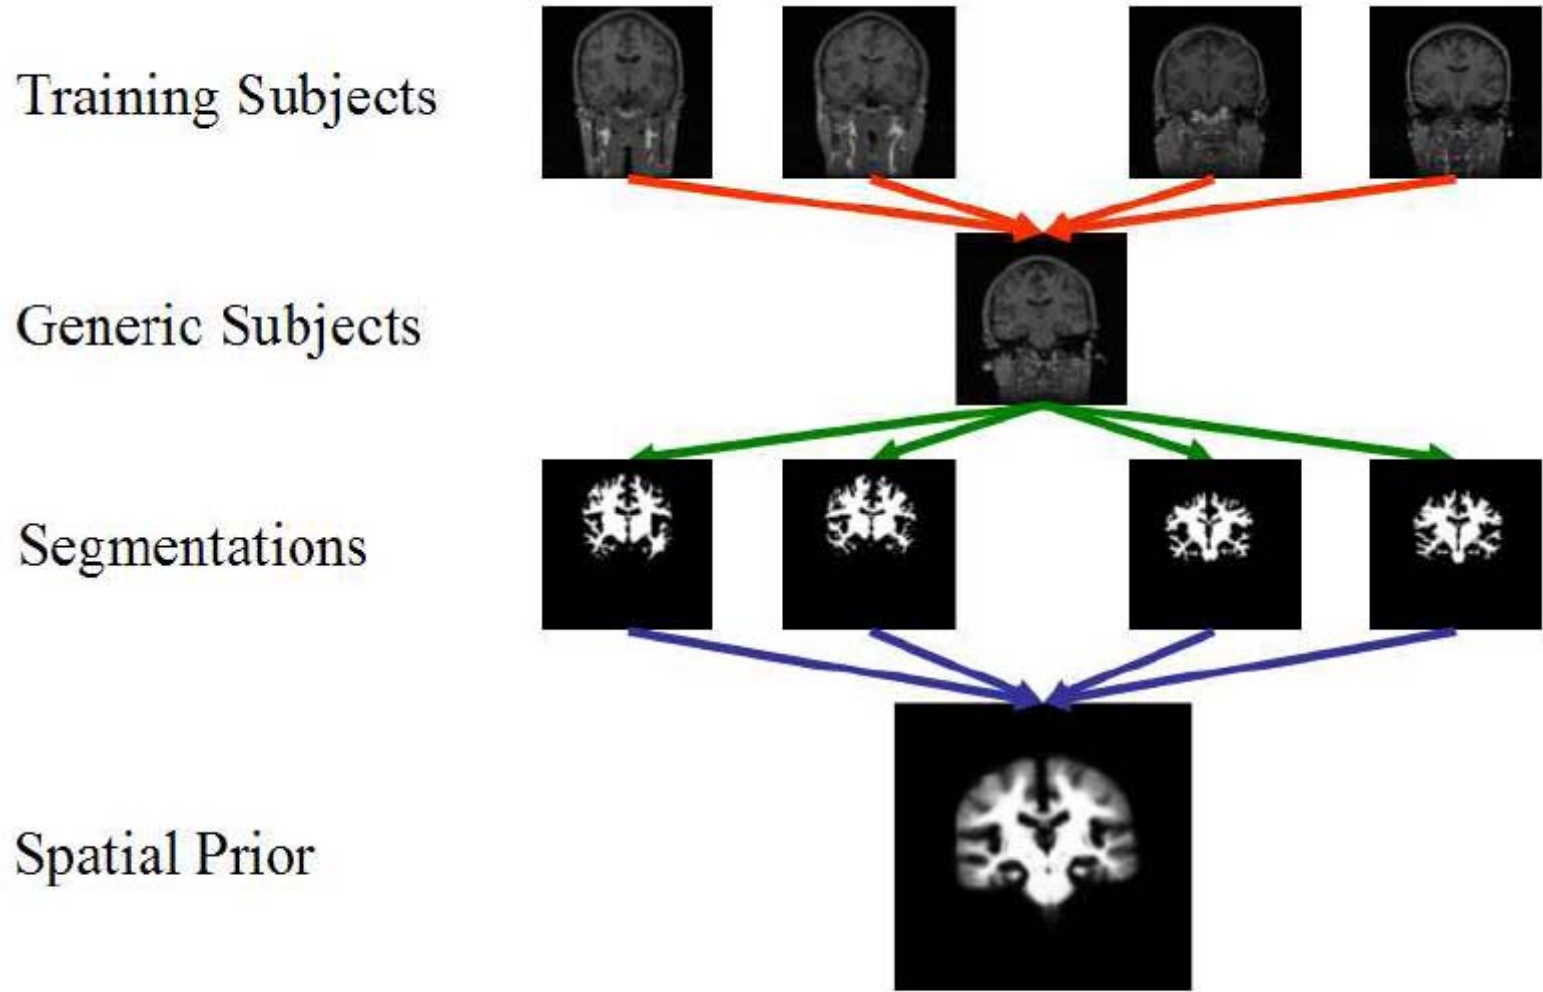 Training Subjects
Generic Subjects
Segmentations
Spatial Prior